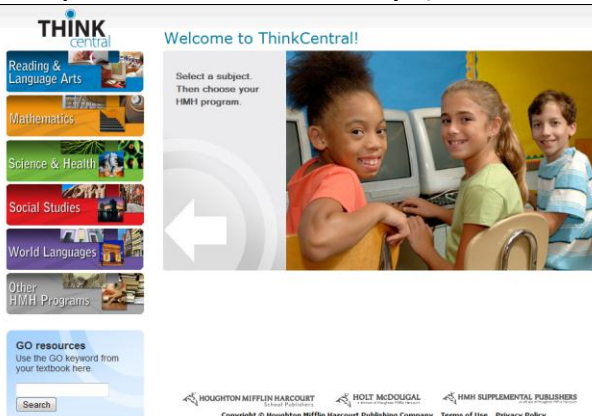 THINK
central
Welcome to ThinkCentral!
Reading &
Language Arts
Select a subject.
Then choose your
HMH program.
Mathematics
Science & Health
Social Studies
World Languages
Other
HMH Programs
GO resources
Use the GO keyword from
your textbook here.
Search
HOUGHTON MIFFLIN HARCOURT
School Publishers
HOLT McDOUGAL
HMH SUPPLEMENTAL PUBLISHERS
Copyright © Houghton Mifflin Harcourt Publishing Company Terms of Use Privacy Policy